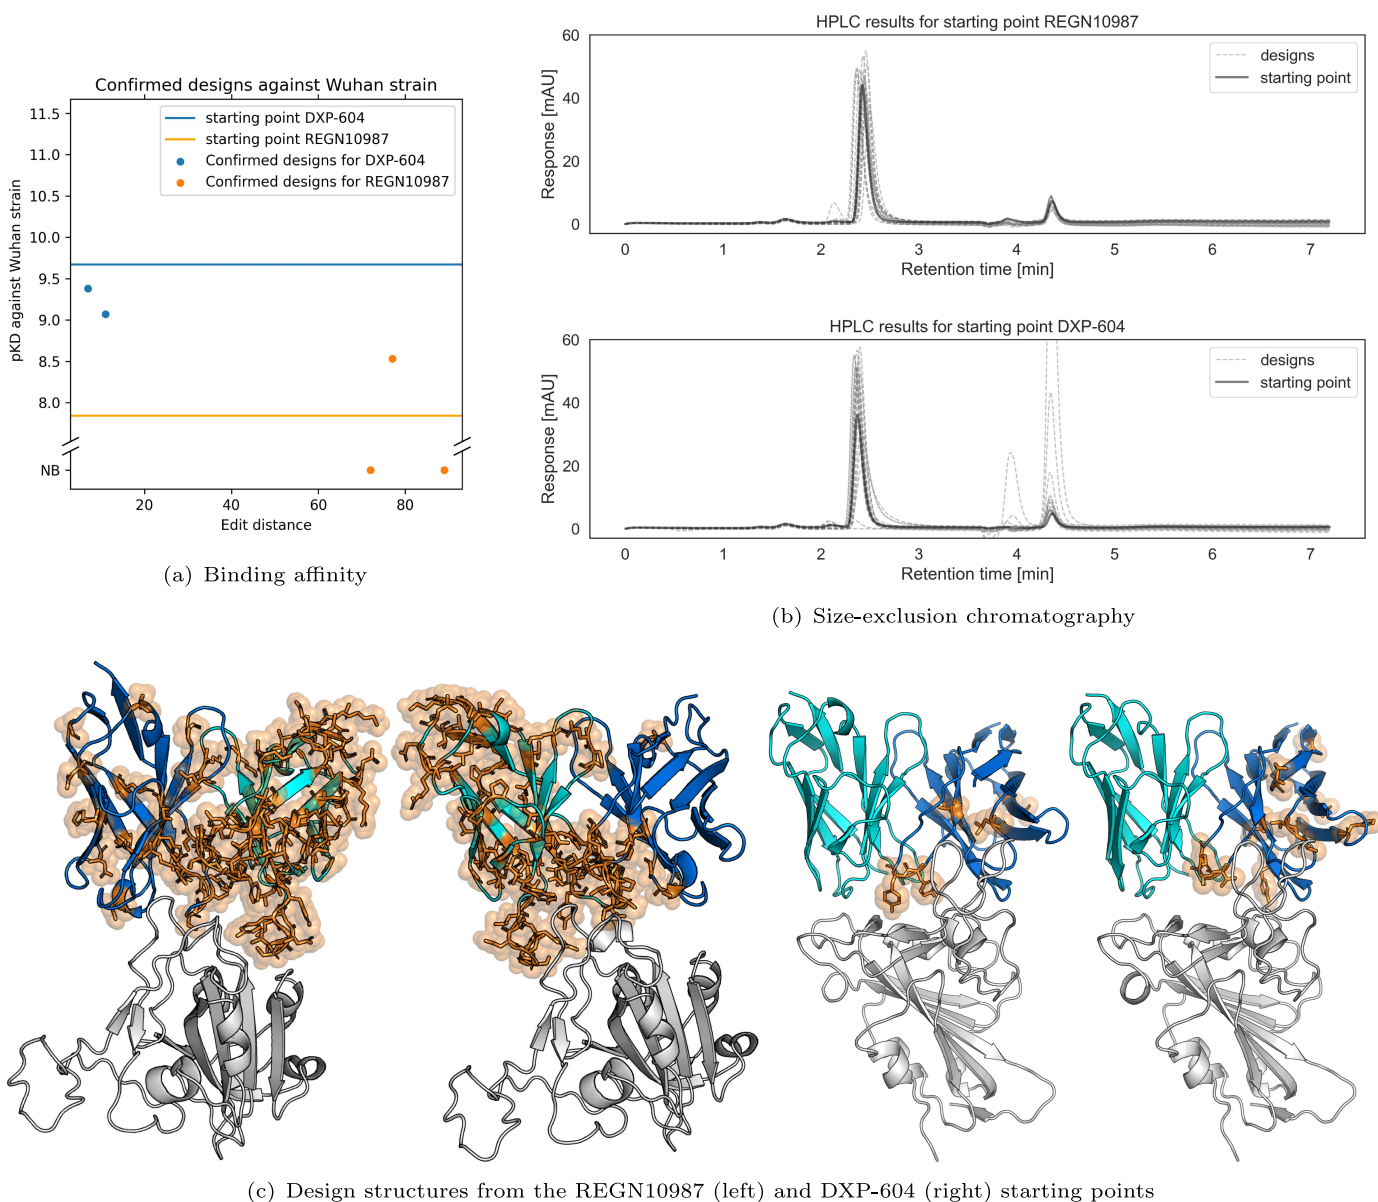 Confirmed designs against Wuhan strain
starting point DXP-604
starting point REGN10987
Confirmed designs for DXP-604
Confirmed designs for REGN10987
pKD against Wuhan strain
11.5
11.0
10.5
10.0
9.5
9.0
8.5
8.0
NB
20 40 60 80
Edit distance
(a) Binding affinity
HPLC results for starting point REGN10987
designs
starting point
Response [mAU]
60
40
20
0
0 1 2 3 4 5 6 7
Retention time [min]
HPLC results for starting point DXP-604
designs
starting point
Response [mAU]
60
40
20
0
0 1 2 3 4 5 6 7
Retention time [min]
(b) Size-exclusion chromatography
(c) Design structures from the REGN10987 (left) and DXP-604 (right) starting points